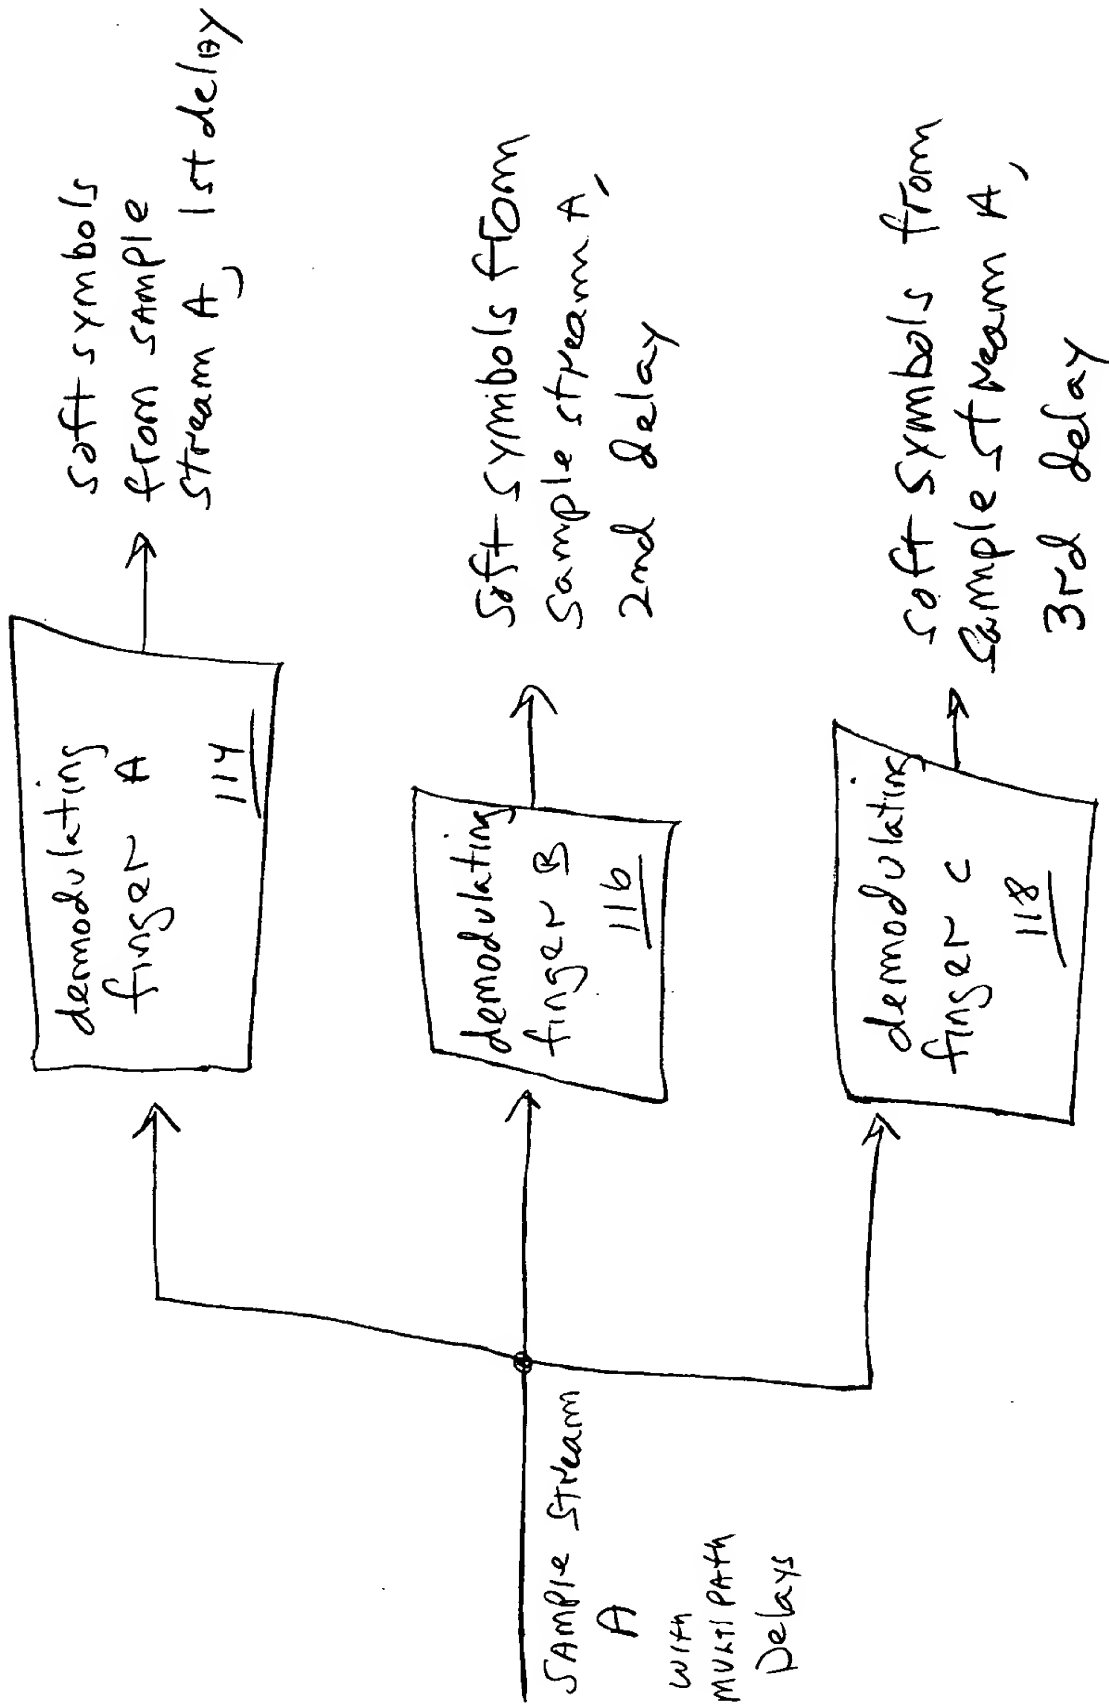 SAMPle Stream
A
with
MULTIPATH
Delays
demodulating
finger A
114
soft symbols
from SAMPLE
stream A, 1st delay
demodulating
finger B
116
Soft symbols from
Sample stream A,
2nd delay
demodulating
finger C
118
Soft symbols from
Sample stream A,
3rd delay